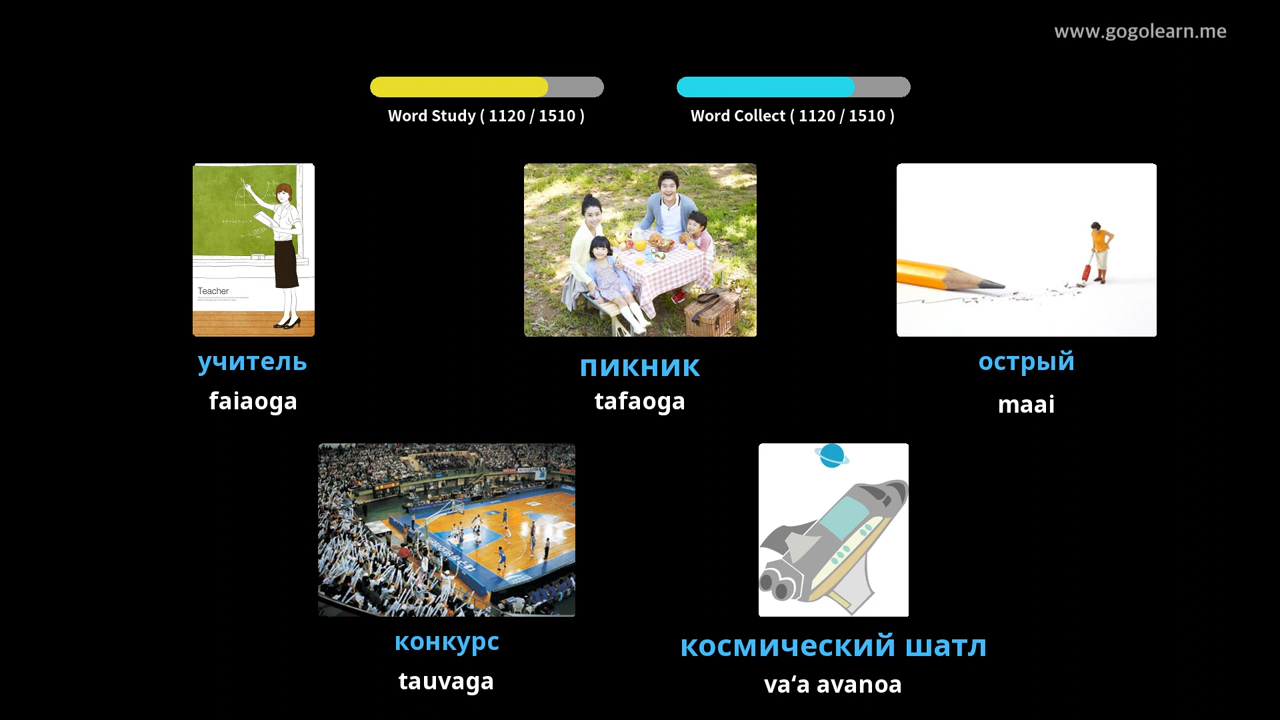 www.gogolearn.me
Word Study ( 1120 / 1510 )
Word Collect ( 1120 / 1510 )
Teacher
учитель
faiaoga
пикник
tafaoga
острый
maai
конкурс
tauvaga
космический шатл
vaʻa avanoa